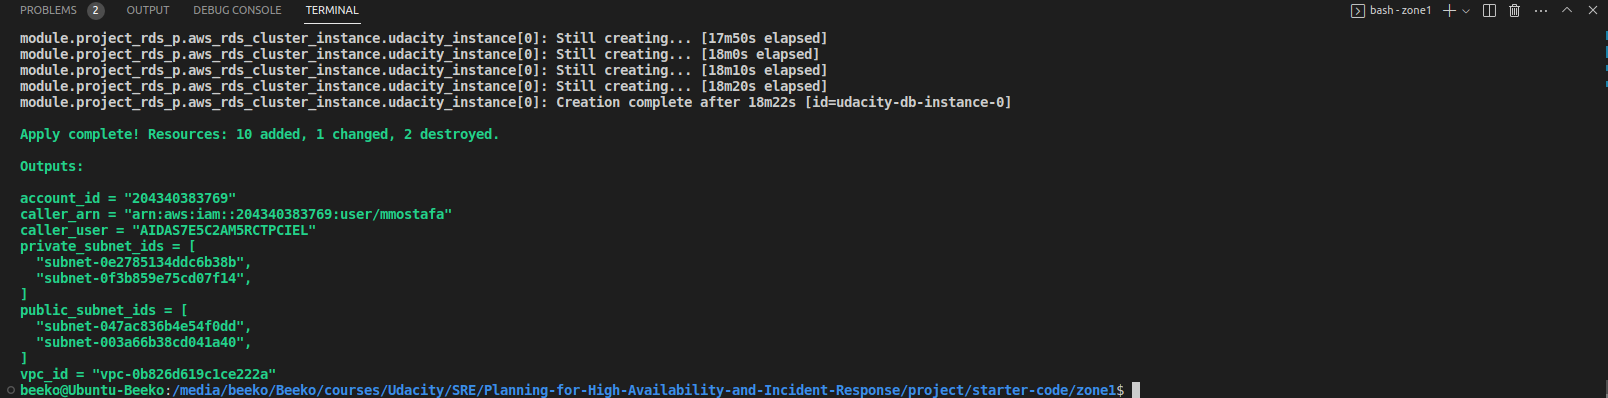 PROBLEMS 2 OUTPUT DEBUG CONSOLE TERMINAL bash - zone1
module.project_rds_p.aws_rds_cluster_instance.udacity_instance[0]: Still creating... [17m50s elapsed]
module.project_rds_p.aws_rds_cluster_instance.udacity_instance[0]: Still creating... [18m0s elapsed]
module.project_rds_p.aws_rds_cluster_instance.udacity_instance[0]: Still creating... [18m10s elapsed]
module.project_rds_p.aws_rds_cluster_instance.udacity_instance[0]: Still creating... [18m20s elapsed]
module.project_rds_p.aws_rds_cluster_instance.udacity_instance[0]: Creation complete after 18m22s [id=udacity-db-instance-0]
Apply complete! Resources: 10 added, 1 changed, 2 destroyed.
Outputs:
account_id = "204340383769"
caller_arn = "arn:aws:iam::204340383769:user/mmostafa"
caller_user = "AIDAS7E5C2AM5RCTPCIEL"
private_subnet_ids = [
"subnet-0e2785134ddc6b38b",
"subnet-0f3b859e75cd07f14",
]
public_subnet_ids = [
"subnet-047ac836b4e54f0dd",
"subnet-003a66b38cd041a40",
]
vpc_id = "vpc-0b826d619c1ce222a"
beeko@Ubuntu-Beeko:/media/beeko/Beeko/courses/Udacity/SRE/Planning-for-High-Availability-and-Incident-Response/project/starter-code/zone1$